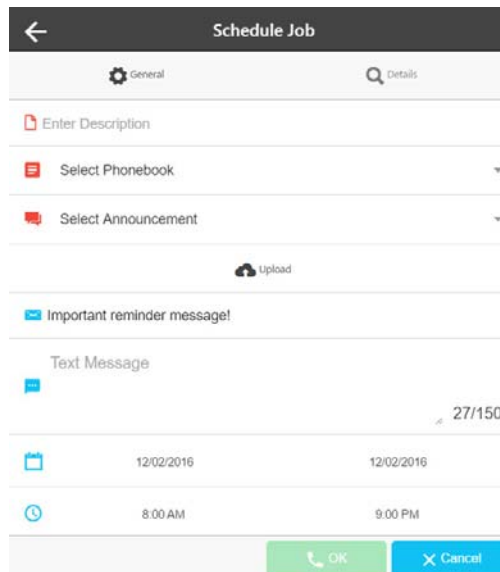 Schedule Job
General Details
Enter Description
Select Phonebook
Select Announcement
Upload
Important reminder message!
Text Message
27/150
12/02/2016 12/02/2016
8:00 AM 9:00 PM
OK Cancel